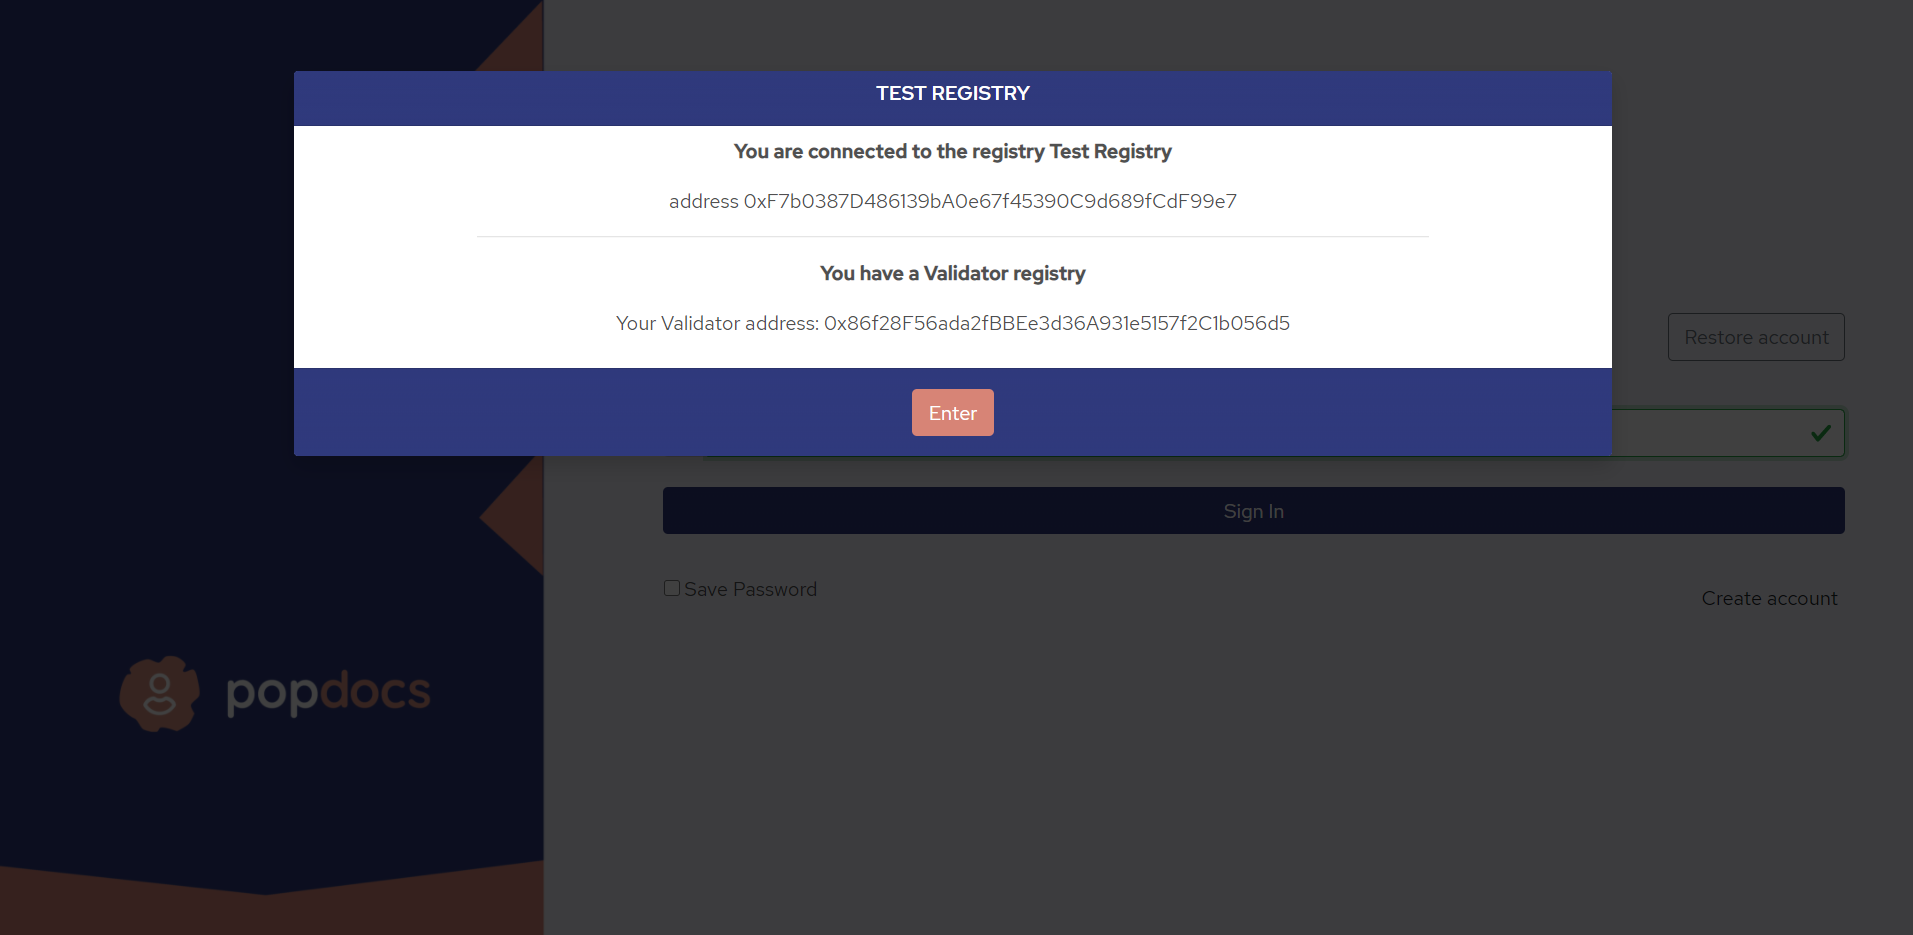 TEST REGISTRY
You are connected to the registry Test Registry
address 0xF7b0387D486139bA0e67f45390C9d689fCdF99e7
You have a Validator registry
Your Validator address: 0x86f28F56ada2fBBEe3d36A931e5157f2C1b056d5
Enter
Restore account
Sign In
Save Password
Create account
popdocs